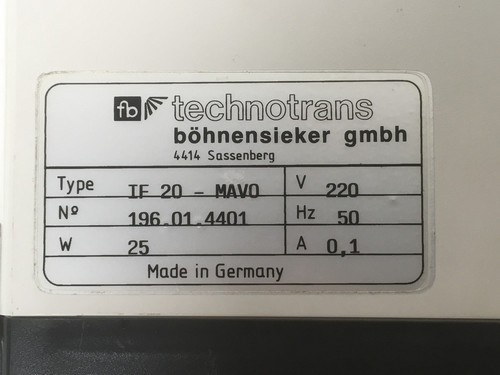 fb technotrans
böhnensieker gmbh
4414 Sassenberg
Type IF 20 - MAVO V 220
Nº 196.01.4401 Hz 50
W 25 A 0,1
Made in Germany